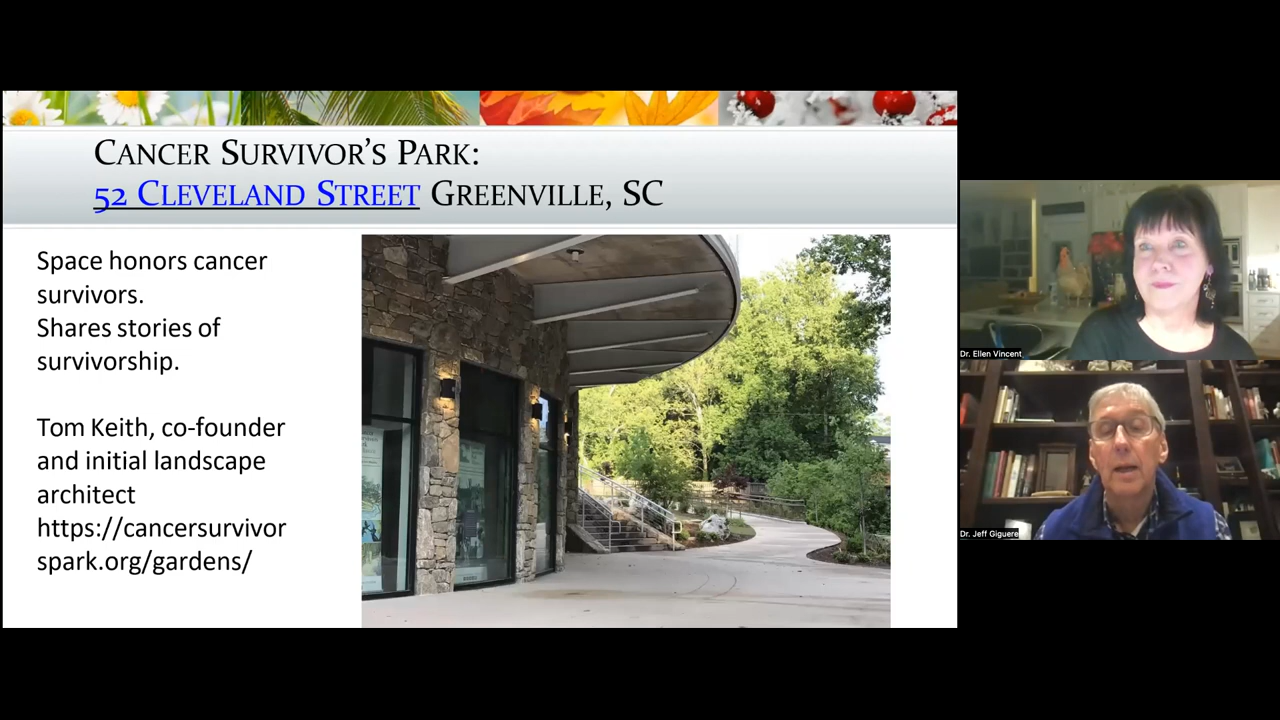 Cancer Survivor's Park:
52 Cleveland Street Greenville, SC
Space honors cancer
survivors.
Shares stories of
survivorship.
Tom Keith, co-founder
and initial landscape
architect
https://cancersurvivor
spark.org/gardens/
Dr. Ellen Vincent
Dr. Jeff Giguere